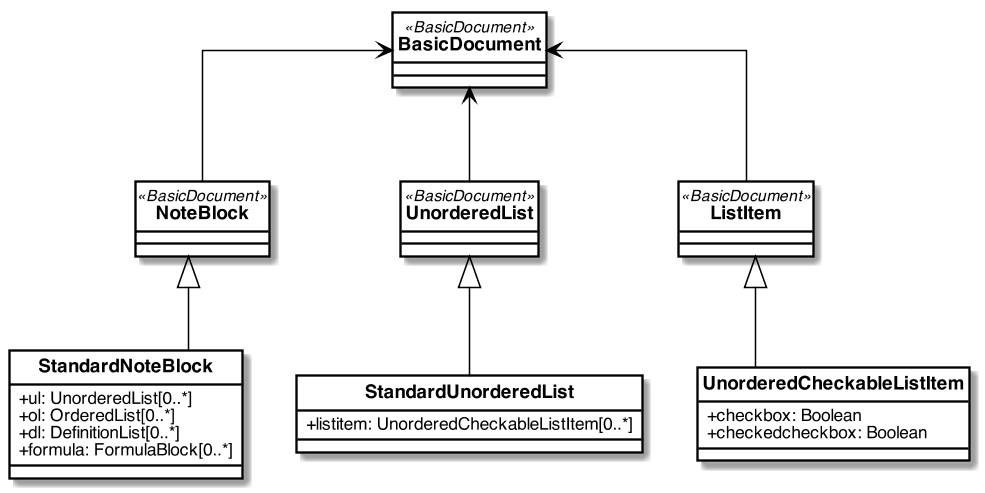 «BasicDocument»
BasicDocument
«BasicDocument»
NoteBlock
«BasicDocument»
UnorderedList
«BasicDocument»
ListItem
StandardNoteBlock
+ul: UnorderedList[0..*]
+ol: OrderedList[0..*]
+dl: DefinitionList[0..*]
+formula: FormulaBlock[0..*]
StandardUnorderedList
+listitem: UnorderedCheckableListItem[0..*]
UnorderedCheckableListItem
+checkbox: Boolean
+checkedcheckbox: Boolean